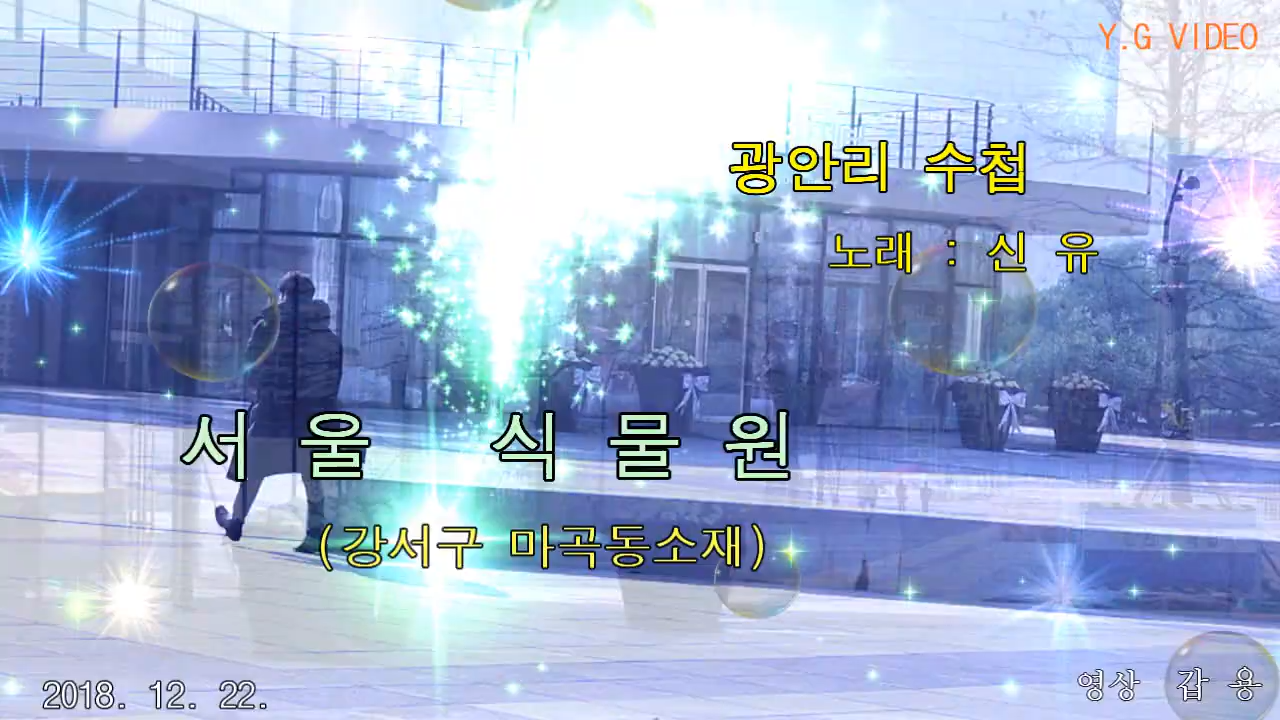 Y.G VIDEO
광안리 수첩
노래 : 신 유
서 울 식 물 원
(강서구 마곡동소재)
2018. 12. 22.
영상 갑 용